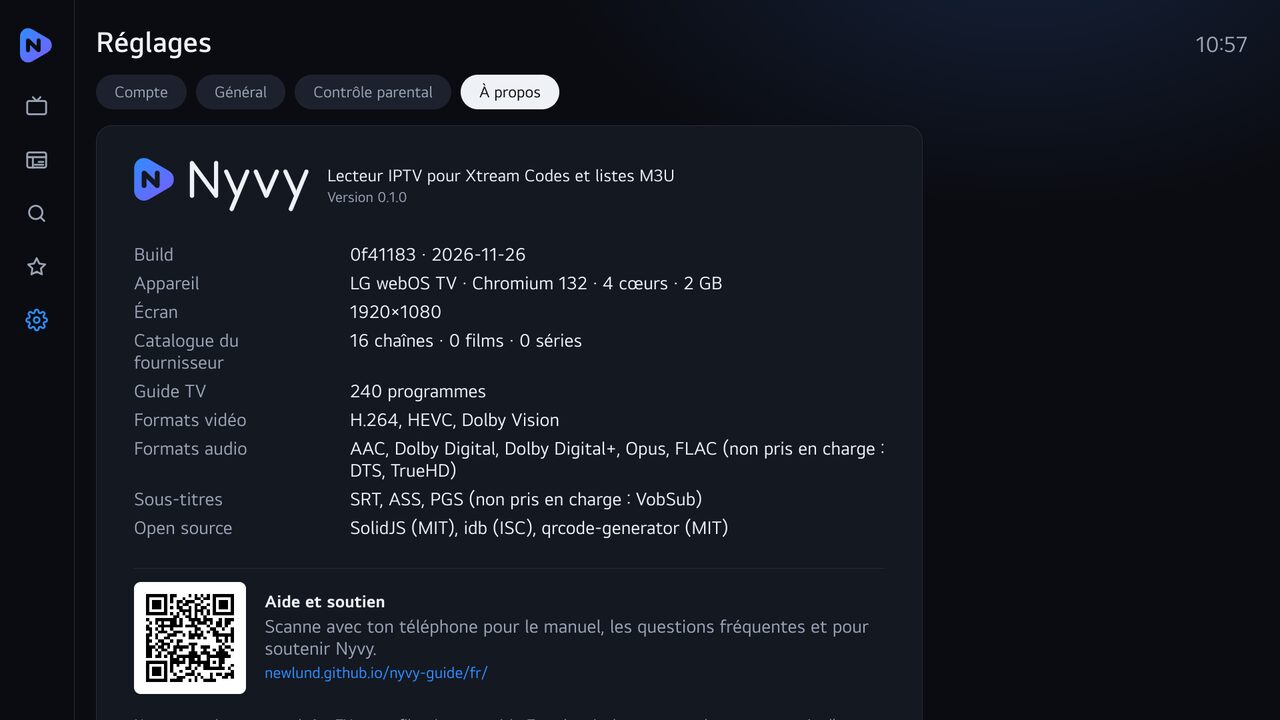 Réglages
10:57
Compte
Général
Contrôle parental
À propos
Nyvy
Lecteur IPTV pour Xtream Codes et listes M3U
Version 0.1.0
Build
0f41183 · 2026-11-26
Appareil
LG webOS TV · Chromium 132 · 4 cœurs · 2 GB
Écran
1920×1080
Catalogue du
fournisseur
16 chaînes · 0 films · 0 séries
Guide TV
240 programmes
Formats vidéo
H.264, HEVC, Dolby Vision
Formats audio
AAC, Dolby Digital, Dolby Digital+, Opus, FLAC (non pris en charge :
DTS, TrueHD)
Sous-titres
SRT, ASS, PGS (non pris en charge : VobSub)
Open source
SolidJS (MIT), idb (ISC), qrcode-generator (MIT)
Aide et soutien
Scanne avec ton téléphone pour le manuel, les questions fréquentes et pour
soutenir Nyvy.
newlund.github.io/nyvy-guide/fr/